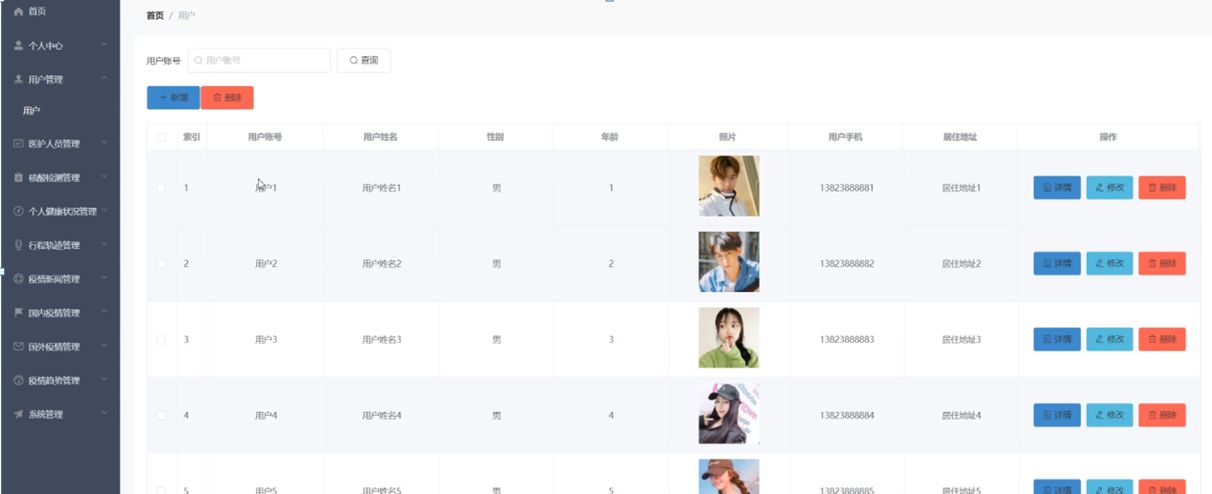 首页
个人中心
用户管理
用户
医护人员管理
核酸检测管理
个人健康状况管理
行程轨迹管理
疫情新闻管理
国内疫情管理
国外疫情管理
疫情趋势管理
系统管理
首页 / 用户
用户账号 用户账号 查询
新增 删除
索引 用户账号 用户姓名 性别 年龄 照片 用户手机 居住地址 操作
1 用户1 用户姓名1 男 1 13823888881 居住地址1 详情 修改 删除
2 用户2 用户姓名2 男 2 13823888882 居住地址2 详情 修改 删除
3 用户3 用户姓名3 男 3 13823888883 居住地址3 详情 修改 删除
4 用户4 用户姓名4 男 4 13823888884 居住地址4 详情 修改 删除
5 用户5 用户姓名5 男 5 13823888885 居住地址5 详情 修改 删除